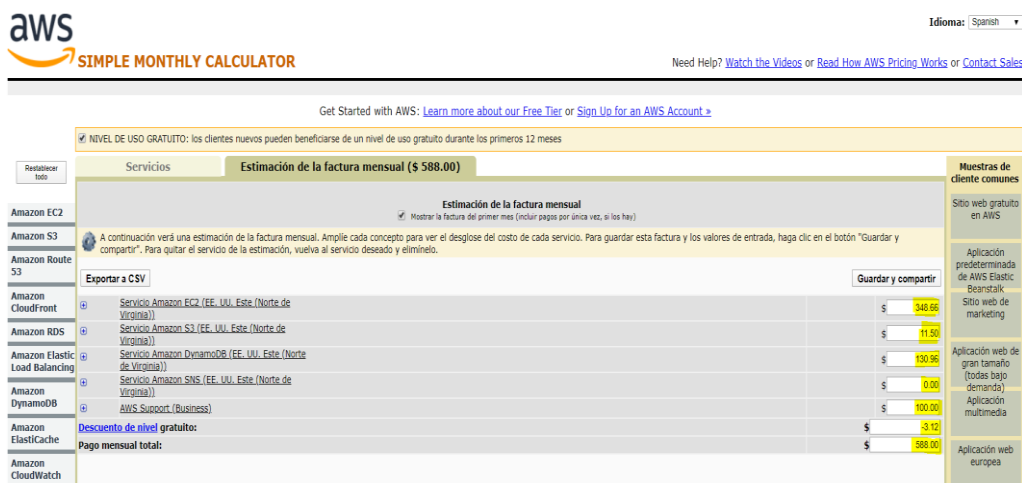 aws
Idioma: Spanish
SIMPLE MONTHLY CALCULATOR
Need Help? Watch the Videos or Read How AWS Pricing Works or Contact Sales
Get Started with AWS: Learn more about our Free Tier or Sign Up for an AWS Account »
NIVEL DE USO GRATUITO: los clientes nuevos pueden beneficiarse de un nivel de uso gratuito durante los primeros 12 meses
Restablecer
todo
Servicios
Estimación de la factura mensual ($ 588.00)
Muestras de
cliente comunes
Estimación de la factura mensual
Mostrar la factura del primer mes (incluir pagos por única vez, si los hay)
A continuación verá una estimación de la factura mensual. Amplíe cada concepto para ver el desglose del costo de cada servicio. Para guardar esta factura y los valores de entrada, haga clic en el botón "Guardar y
compartir". Para quitar el servicio de la estimación, vuelva al servicio deseado y elimínelo.
Exportar a CSV
Guardar y compartir
Servicio Amazon EC2 (EE. UU. Este (Norte de
Virginia))
$ 348.66
Servicio Amazon S3 (EE. UU. Este (Norte de
Virginia))
$ 11.50
Servicio Amazon DynamoDB (EE. UU. Este (Norte
de Virginia))
$ 130.96
Servicio Amazon SNS (EE. UU. Este (Norte de
Virginia))
$ 0.00
AWS Support (Business)
$ 100.00
Descuento de nivel gratuito:
$ -3.12
Pago mensual total:
$ 588.00
Amazon EC2
Amazon S3
Amazon Route
53
Amazon
CloudFront
Amazon RDS
Amazon Elastic
Load Balancing
Amazon
DynamoDB
Amazon
ElastiCache
Amazon
CloudWatch
Sitio web gratuito
en AWS
Aplicación
predeterminada
de AWS Elastic
Beanstalk
Sitio web de
marketing
Aplicación web de
gran tamaño
(todas bajo
demanda)
Aplicación
multimedia
Aplicación web
europea